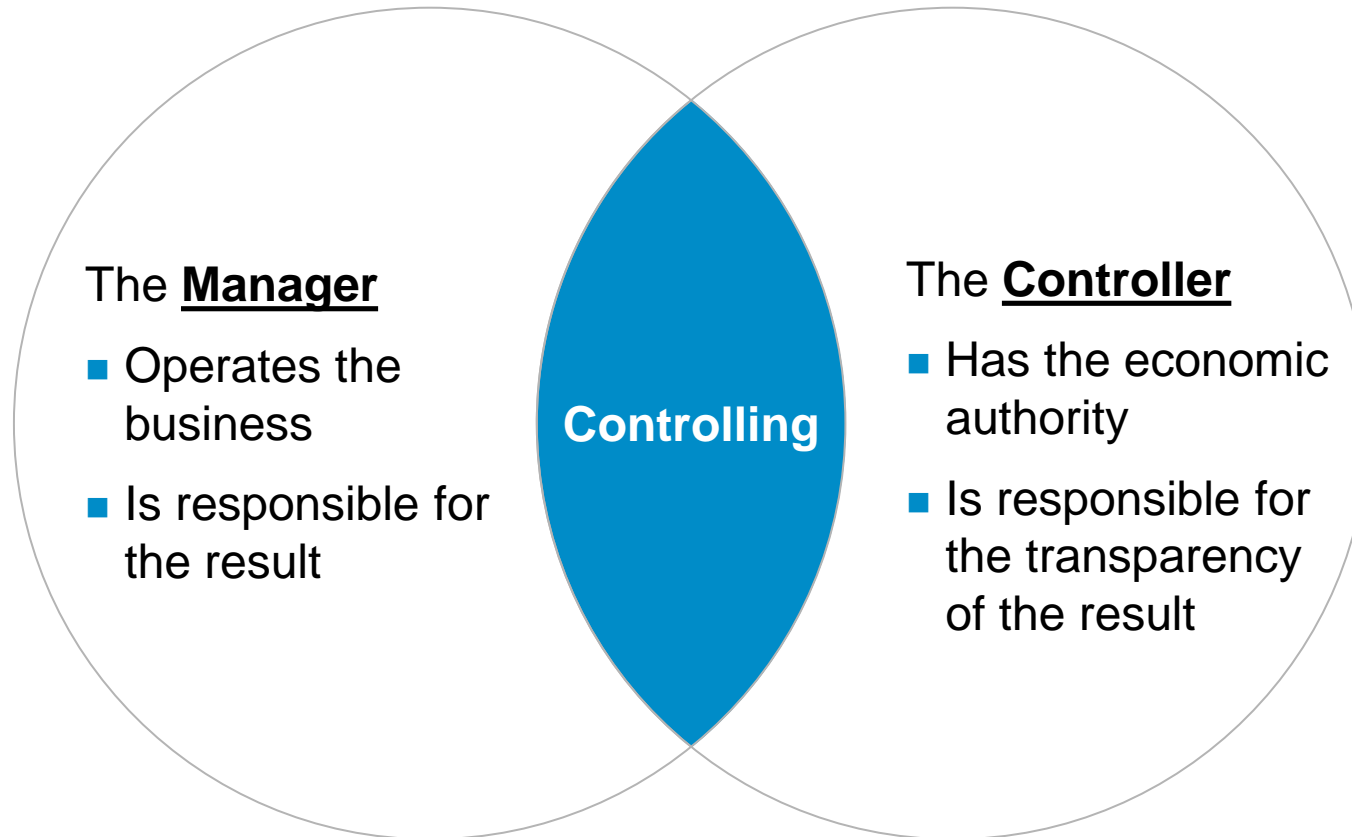 The Manager
Operates the
business
Is responsible for
the result
Controlling
The Controller
Has the economic
authority
Is responsible for
the transparency
of the result